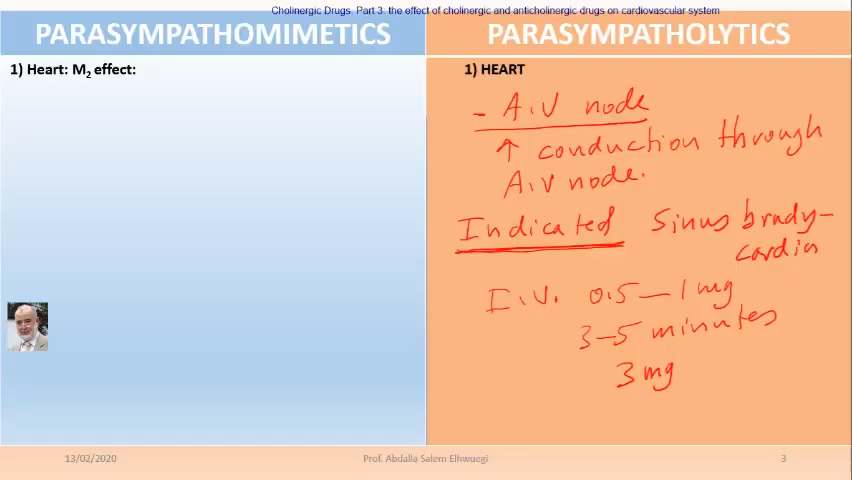 Cholinergic Drugs. Part 3. the effect of cholinergic and anticholinergic drugs on cardiovascular system
PARASYMPATHOMIMETICS
1) Heart: M2 effect:
PARASYMPATHOLYTICS
1) HEART
- A.V node
↑ conduction through
A.V node.
Indicated Sinus brady-
cardia
I.V. 0.5 - 1 mg
3-5 minutes
3 mg
13/02/2020
Prof. Abdalla Salem Elhwuegi
3